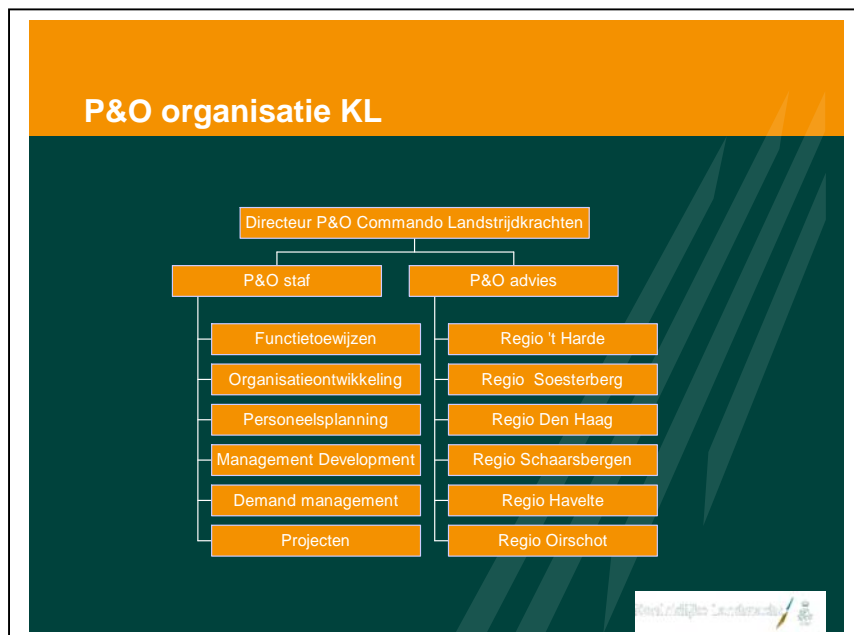 P&O organisatie KL
Directeur P&O Commando Landstrijdkrachten
P&O staf
Functietoewijzen
Organisatieontwikkeling
Personeelsplanning
Management Development
Demand management
Projecten
P&O advies
Regio 't Harde
Regio Soesterberg
Regio Den Haag
Regio Schaarsbergen
Regio Havelte
Regio Oirschot